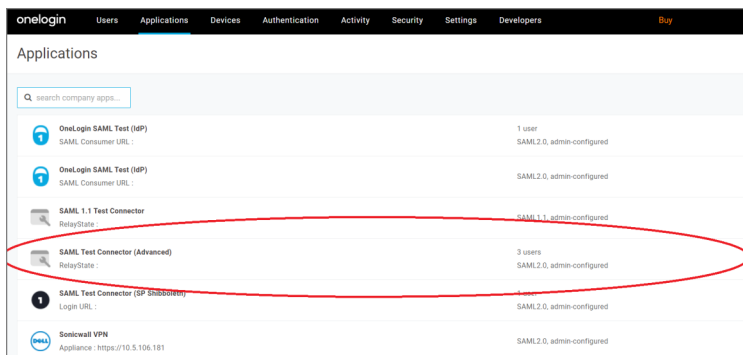 onelogin Users Applications Devices Authentication Activity Security Settings Developers Buy
Applications
search company apps...
OneLogin SAML Test (IdP) 1 user
SAML Consumer URL : SAML2.0, admin-configured
OneLogin SAML Test (IdP)
SAML Consumer URL : SAML2.0, admin-configured
SAML 1.1 Test Connector
RelayState : SAML1.1, admin-configured
SAML Test Connector (Advanced) 3 users
RelayState : SAML2.0, admin-configured
SAML Test Connector (SP Shibboleth) 1 user
Login URL : SAML2.0, admin-configured
Sonicwall VPN
DELL
Appliance : https://10.5.106.181 SAML2.0, admin-configured